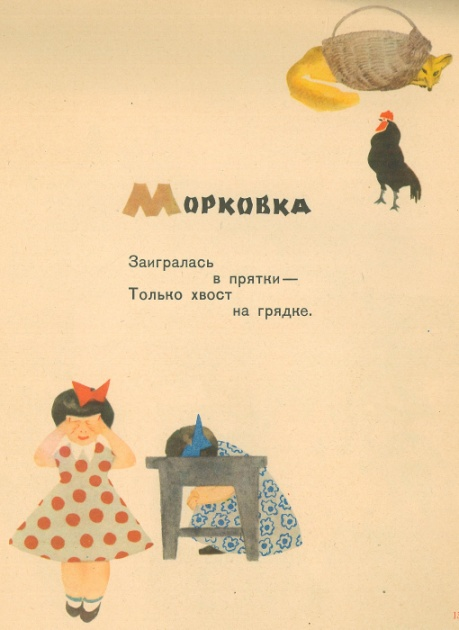 Морковка
Заигралась
в прятки—
Только хвост
на грядке.